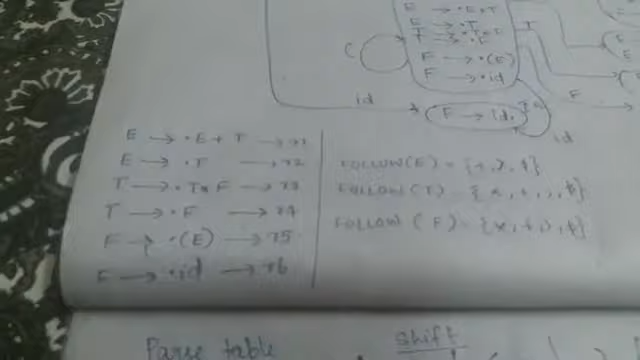 E → ·E+T
E → ·T
T → ·F
F → ·(E)
F → ·id
C
T
F
id
F → id·
id
E → ·E+T → r1
E → ·T → r2
T → ·T*F → r3
T → ·F → r4
F → ·(E) → r5
F → ·id → r6
FOLLOW(E) = {+, ), $}
FOLLOW(T) = {*, +, ), $}
FOLLOW(F) = {*, +, ), $}
Parse table
shift